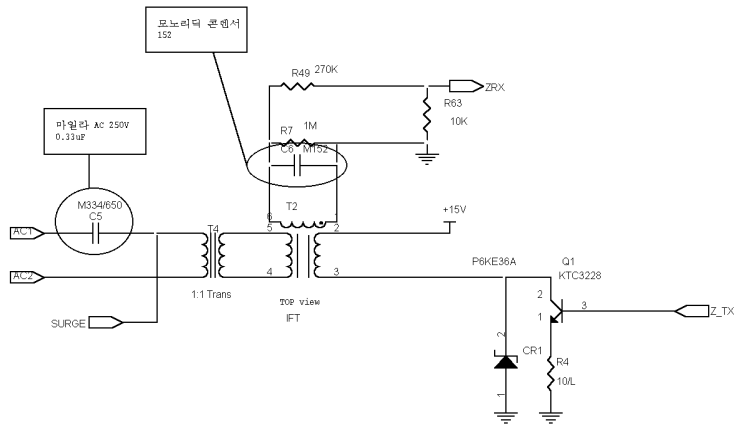 모노리딕 콘덴서
152
R49 270K
ZRX
R63
10K
마일라 AC 250V
0.33uF
R7 1M
C6 M152
M334/650
C5
T2
6
1
+15V
AC1
T4
5
2
AC2
4
3
P6KE36A
Q1
KTC3228
1:1 Trans
TOP view
IFT
2
1
3
Z_TX
SURGE
2
CR1
1
R4
10/L